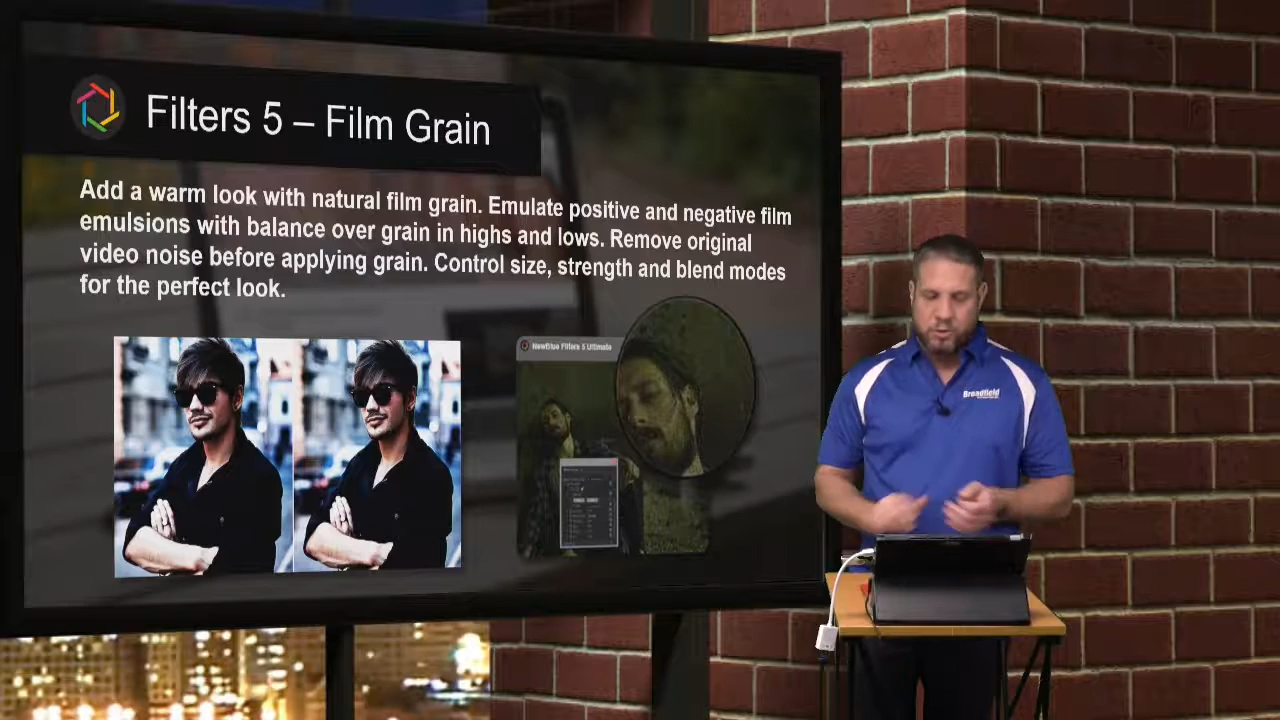 Filters 5 – Film Grain
Add a warm look with natural film grain. Emulate positive and negative film
emulsions with balance over grain in highs and lows. Remove original
video noise before applying grain. Control size, strength and blend modes
for the perfect look.
NewBlue Filters 5 Ultimate
Broadfield